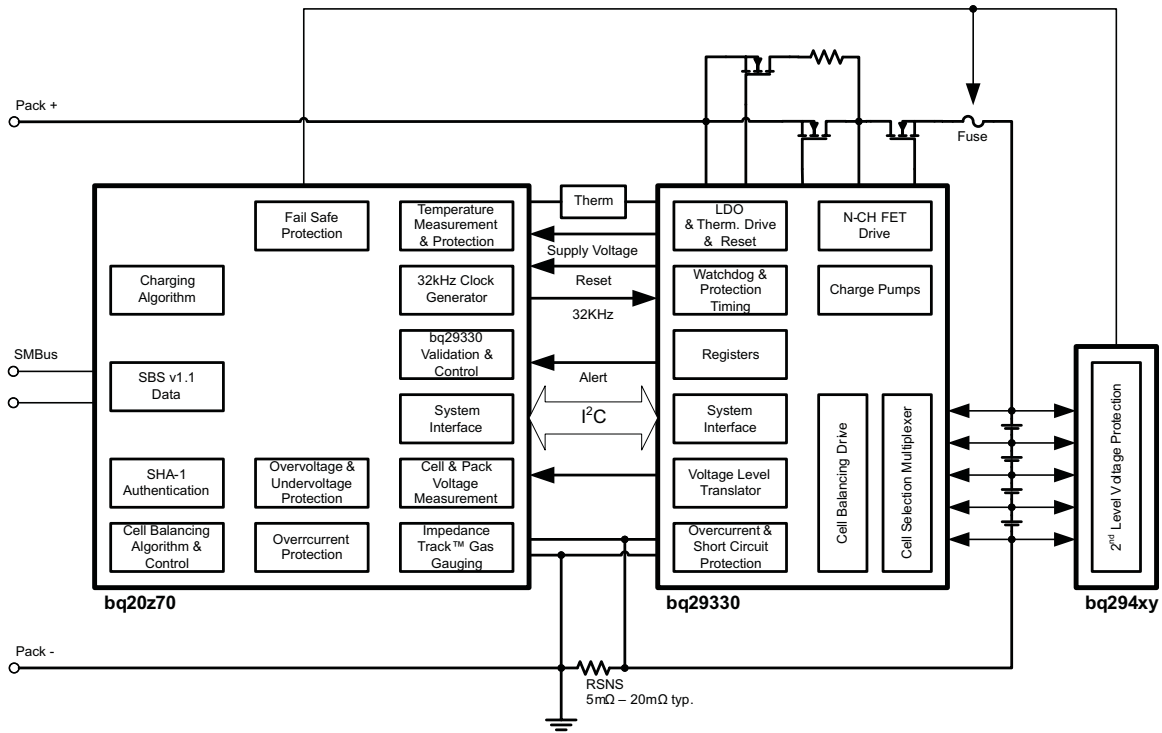 Pack +
Fuse
Fail Safe
Protection
Temperature
Measurement
& Protection
Therm
LDO
& Therm. Drive
& Reset
N-CH FET
Drive
Supply Voltage
Charging
Algorithm
32kHz Clock
Generator
Reset
32KHz
Watchdog &
Protection
Timing
Charge Pumps
SMBus
SBS v1.1
Data
bq29330
Validation &
Control
Alert
Registers
System
Interface
I²C
System
Interface
Cell Balancing Drive
Cell Selection Multiplexer
2nd Level Voltage Protection
SHA-1
Authentication
Overvoltage &
Undervoltage
Protection
Cell & Pack
Voltage
Measurement
Voltage Level
Translator
Cell Balancing
Algorithm &
Control
Overcurrent
Protection
Impedance
Track™ Gas
Gauging
Overcurrent &
Short Circuit
Protection
bq20z70
bq29330
bq294xy
Pack -
RSNS
5mΩ – 20mΩ typ.